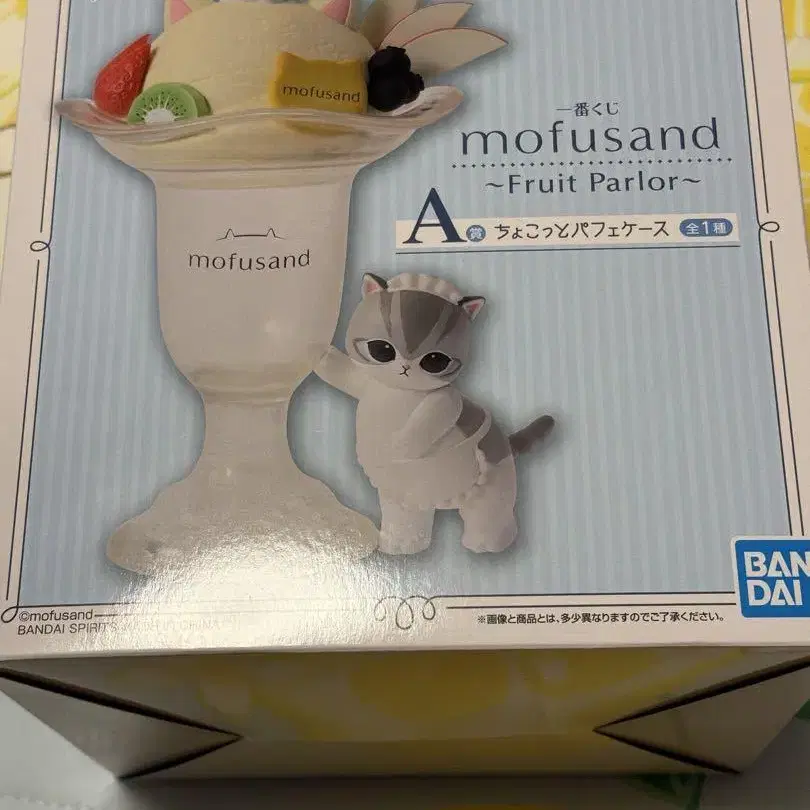 mofusand
一番くじ
mofusand
~Fruit Parlor~
A賞 ちょこっとパフェケース 全1種
mofusand
BAN
DAI
©mofusand
BANDAI SPIRITS
※画像と商品とは、多少異なりますのでご了承ください。